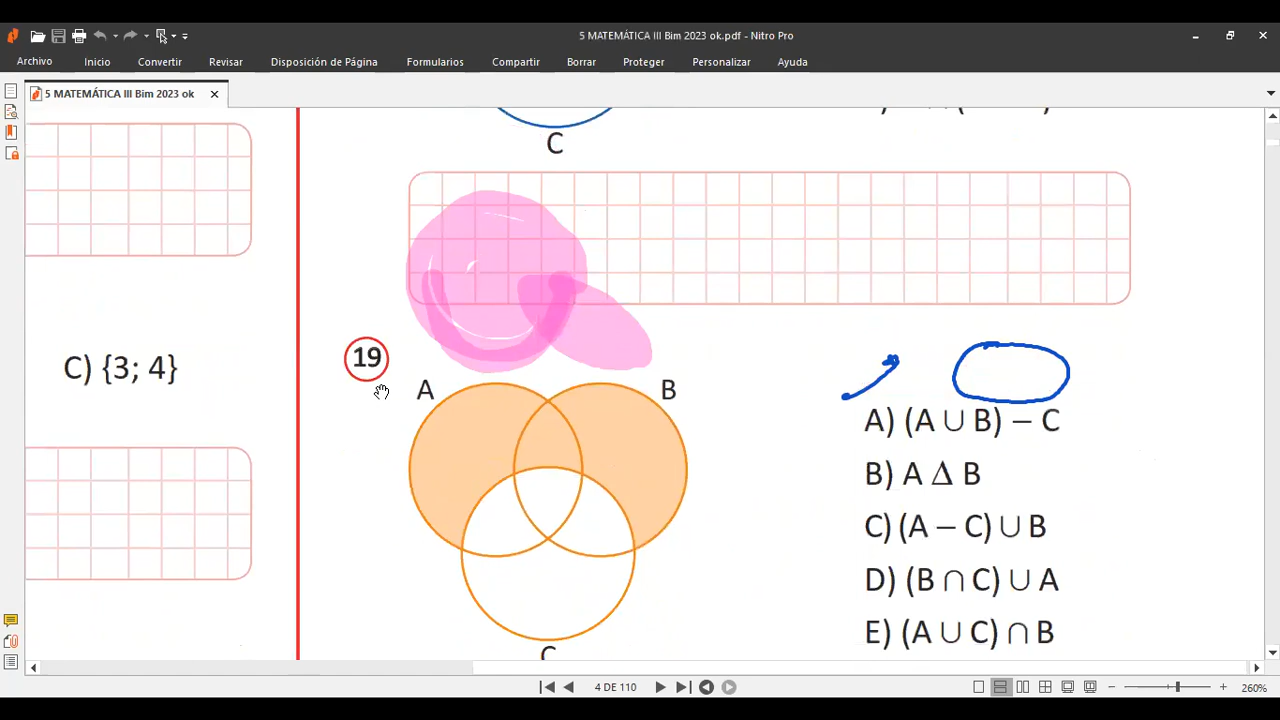 5 MATEMÁTICA III Bim 2023 ok.pdf - Nitro Pro
Archivo Inicio Convertir Revisar Disposición de Página Formularios Compartir Borrar Proteger Personalizar Ayuda
5 MATEMÁTICA III Bim 2023 ok
C
C) {3; 4}
19
A
B
C
A) (A ∪ B) – C
B) A Δ B
C) (A – C) ∪ B
D) (B ∩ C) ∪ A
E) (A ∪ C) ∩ B
4 DE 110
260%